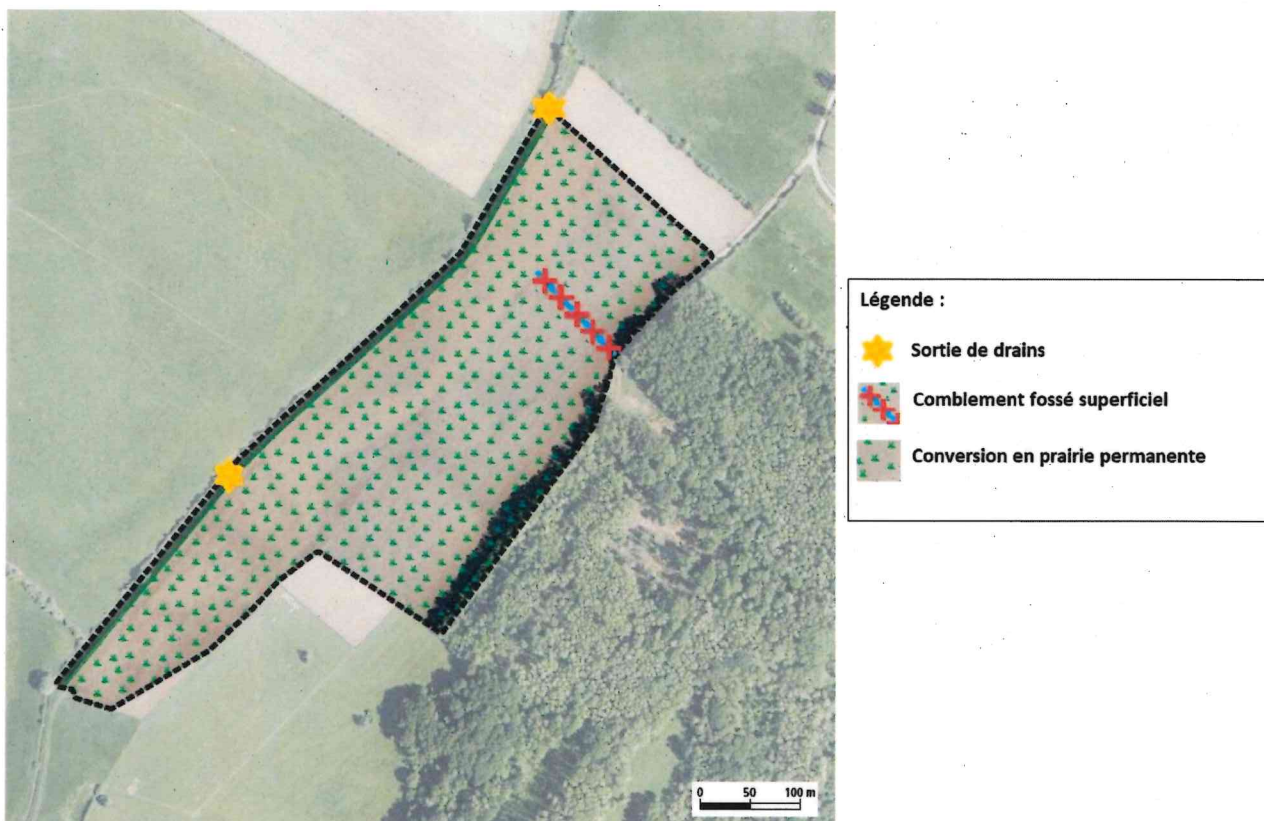 Légende :
Sortie de drains
Comblement fossé superficiel
Conversion en prairie permanente
0 50 100 m